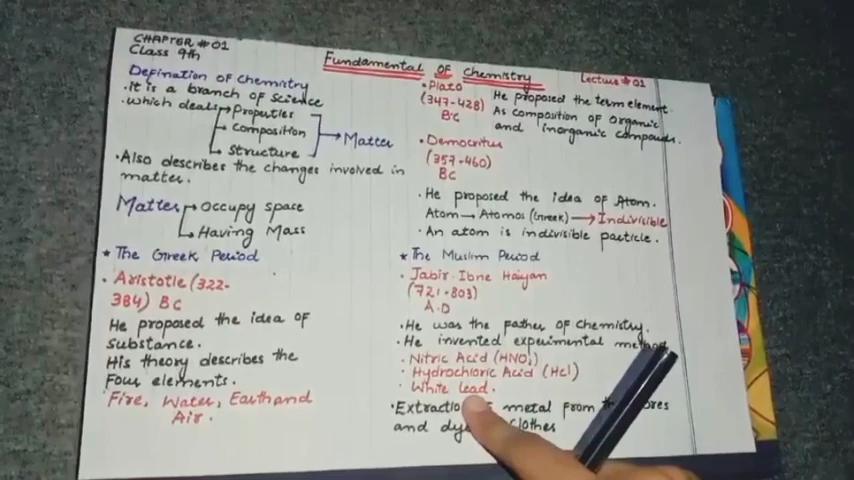 CHAPTER #01
Class 9th
Fundamental OF Chemistry
Lecture #01
Defination of Chemistry
• It is a branch of Science
• which deals → Properties
→ Composition
→ Structure
→ Matter
• Also describes the changes involved in
matter.
Matter → Occupy space
→ Having Mass
* The Greek Period
• Aristotle (322-
384) BC
He proposed the idea of
substance.
His theory describes the
Four elements.
Fire, Water, Earth and
Air.
• Plato
(347-428)
BC
He proposed the term element
As composition of organic
and inorganic compounds.
• Democritus
(357-460)
BC
• He proposed the idea of Atom.
Atom → Atomos (Greek) → Indivisible
• An atom is indivisible particle.
* The Muslim Period
• Jabir Ibne Haiyan
(721-803)
A.D
• He was the father of Chemistry.
• He invented experimental method
• Nitric Acid (HNO3)
• Hydrochloric Acid (HCl)
• White Lead.
• Extraction metal from ores
and clothes